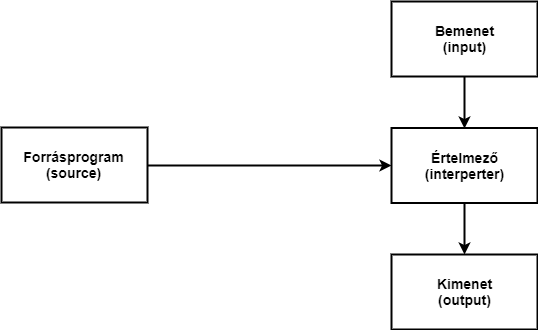 Bemenet
(input)
Forrásprogram
(source)
Értelmező
(interperter)
Kimenet
(output)